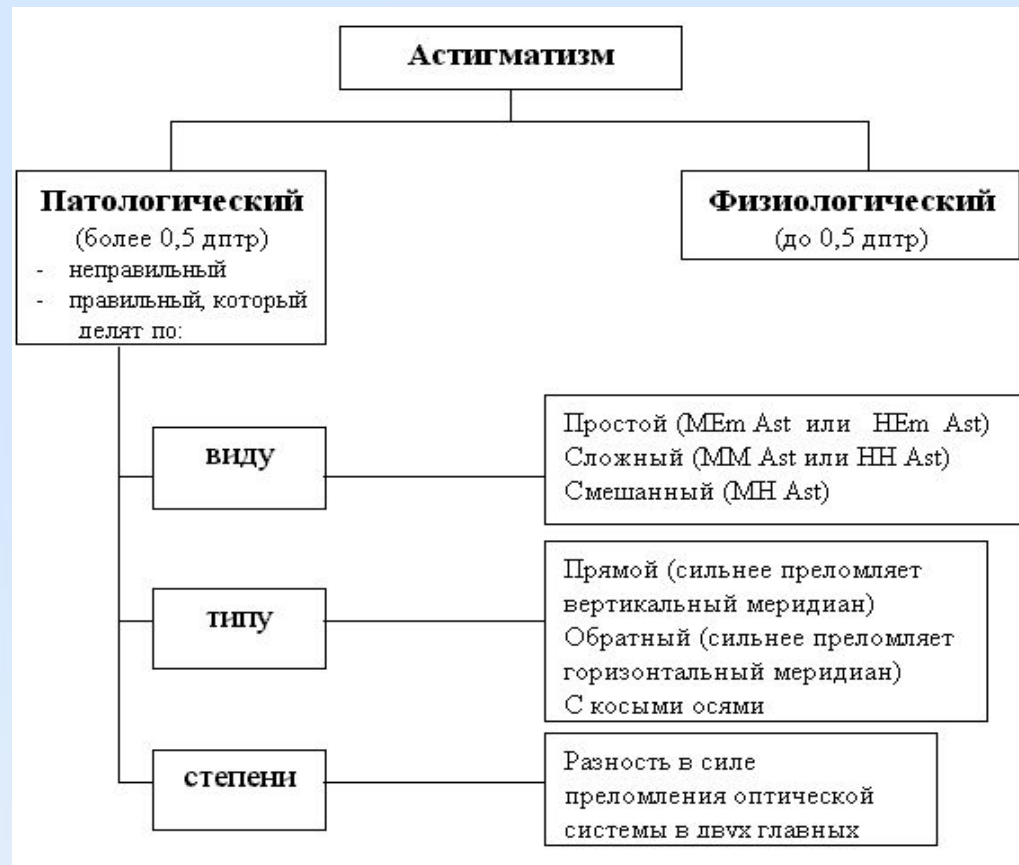 Астигматизм
Патологический
(более 0,5 дптр)
- неправильный
- правильный, который
делят по:
Физиологический
(до 0,5 дптр)
виду
Простой (MEm Ast или HEm Ast)
Сложный (MM Ast или HH Ast)
Смешанный (MH Ast)
типу
Прямой (сильнее преломляет
вертикальный меридиан)
Обратный (сильнее преломляет
горизонтальный меридиан)
С косыми осями
степени
Разность в силе
преломления оптической
системы в двух главных